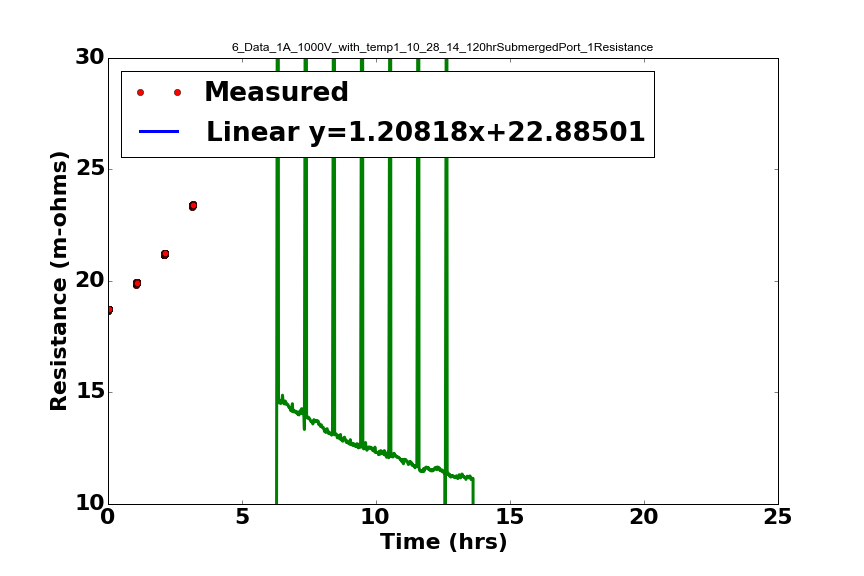 6_Data_1A_1000V_with_temp1_10_28_14_120hrSubmergedPort_1Resistance
30
Measured
Linear y=1.20818x+22.88501
25
20
15
10
Resistance (m-ohms)
0 5 10 15 20 25
Time (hrs)